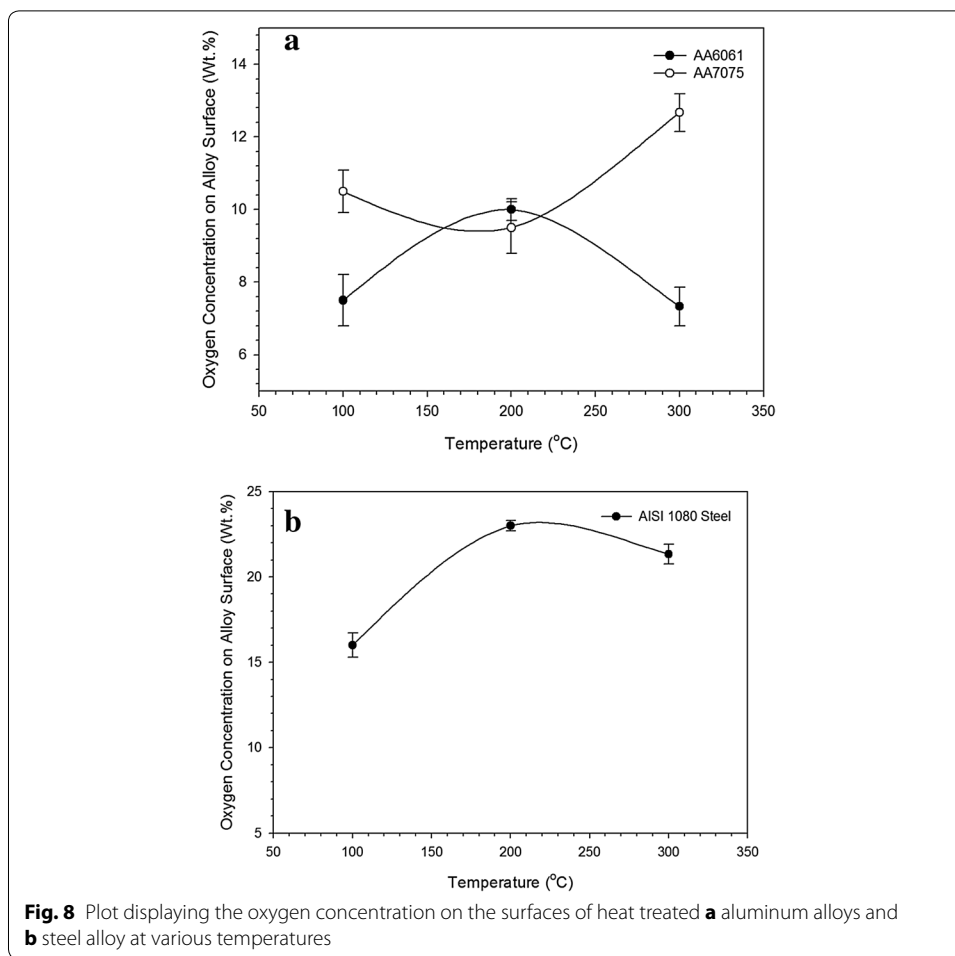 a
AA6061
AA7075
Oxygen Concentration on Alloy Surface (Wt.%)
14
12
10
8
6
50 100 150 200 250 300 350
Temperature (°C)
b
AISI 1080 Steel
Oxygen Concentration on Alloy Surface (Wt.%)
25
20
15
10
5
50 100 150 200 250 300 350
Temperature (°C)
Fig. 8 Plot displaying the oxygen concentration on the surfaces of heat treated a aluminum alloys and
b steel alloy at various temperatures